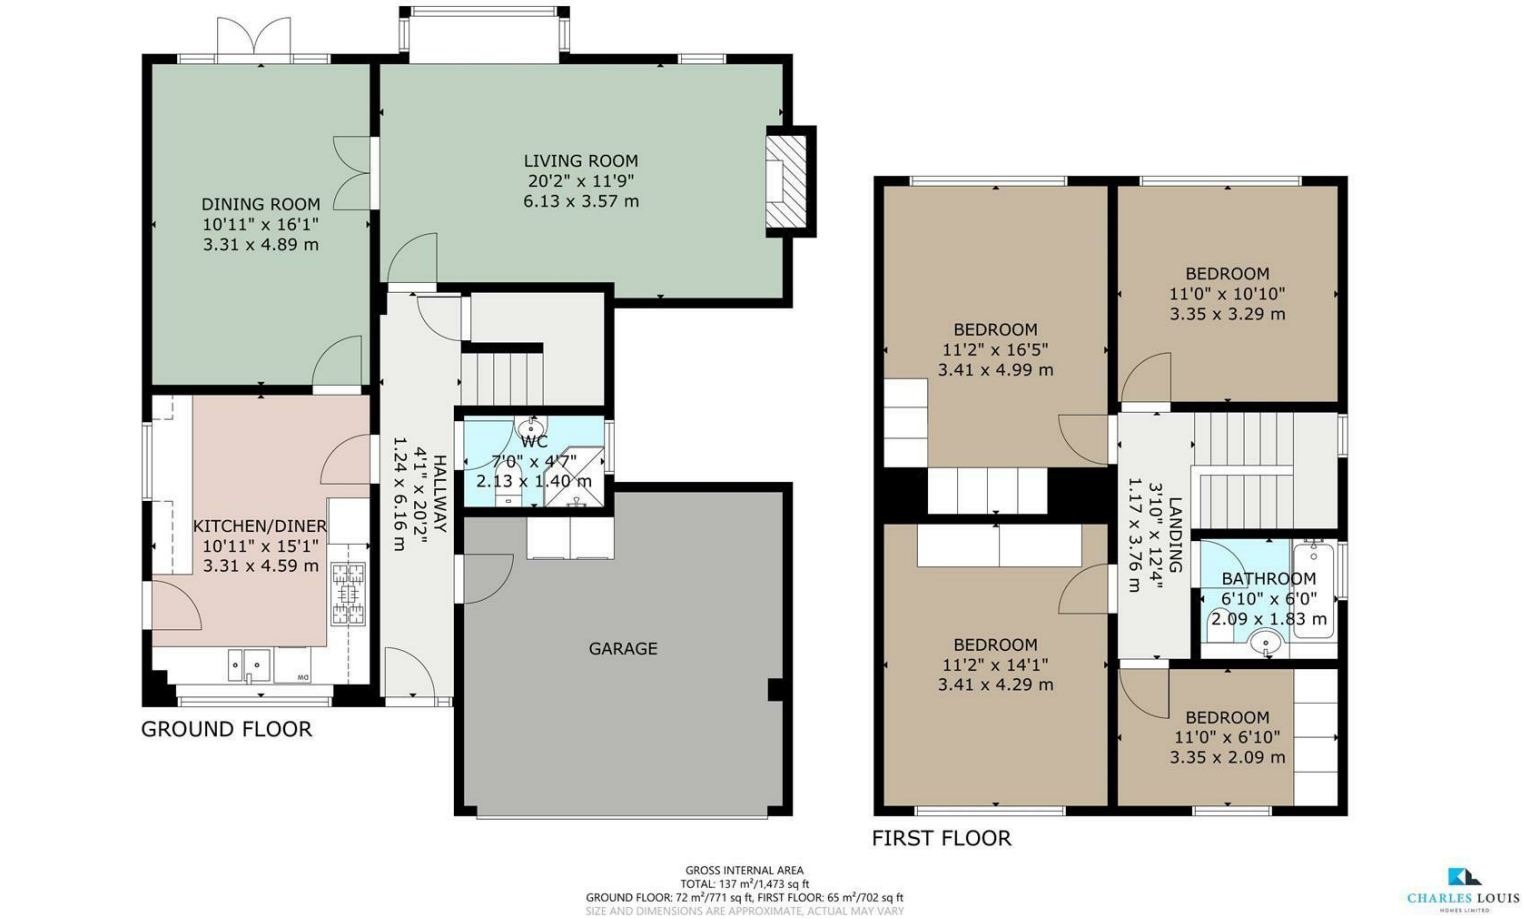 DINING ROOM
10'11" x 16'1"
3.31 x 4.89 m
LIVING ROOM
20'2" x 11'9"
6.13 x 3.57 m
KITCHEN/DINER
10'11" x 15'1"
3.31 x 4.59 m
DW
HALLWAY
4'1" x 20'2"
1.24 x 6.16 m
WC
7'0" x 4'7"
2.13 x 1.40 m
GARAGE
GROUND FLOOR
BEDROOM
11'2" x 16'5"
3.41 x 4.99 m
BEDROOM
11'0" x 10'10"
3.35 x 3.29 m
LANDING
3'10" x 12'4"
1.17 x 3.76 m
BATHROOM
6'10" x 6'0"
2.09 x 1.83 m
BEDROOM
11'2" x 14'1"
3.41 x 4.29 m
BEDROOM
11'0" x 6'10"
3.35 x 2.09 m
FIRST FLOOR
GROSS INTERNAL AREA
TOTAL: 137 m²/1,473 sq ft
GROUND FLOOR: 72 m²/771 sq ft, FIRST FLOOR: 65 m²/702 sq ft
SIZE AND DIMENSIONS ARE APPROXIMATE, ACTUAL MAY VARY
CHARLES LOUIS
HOMES LIMITED